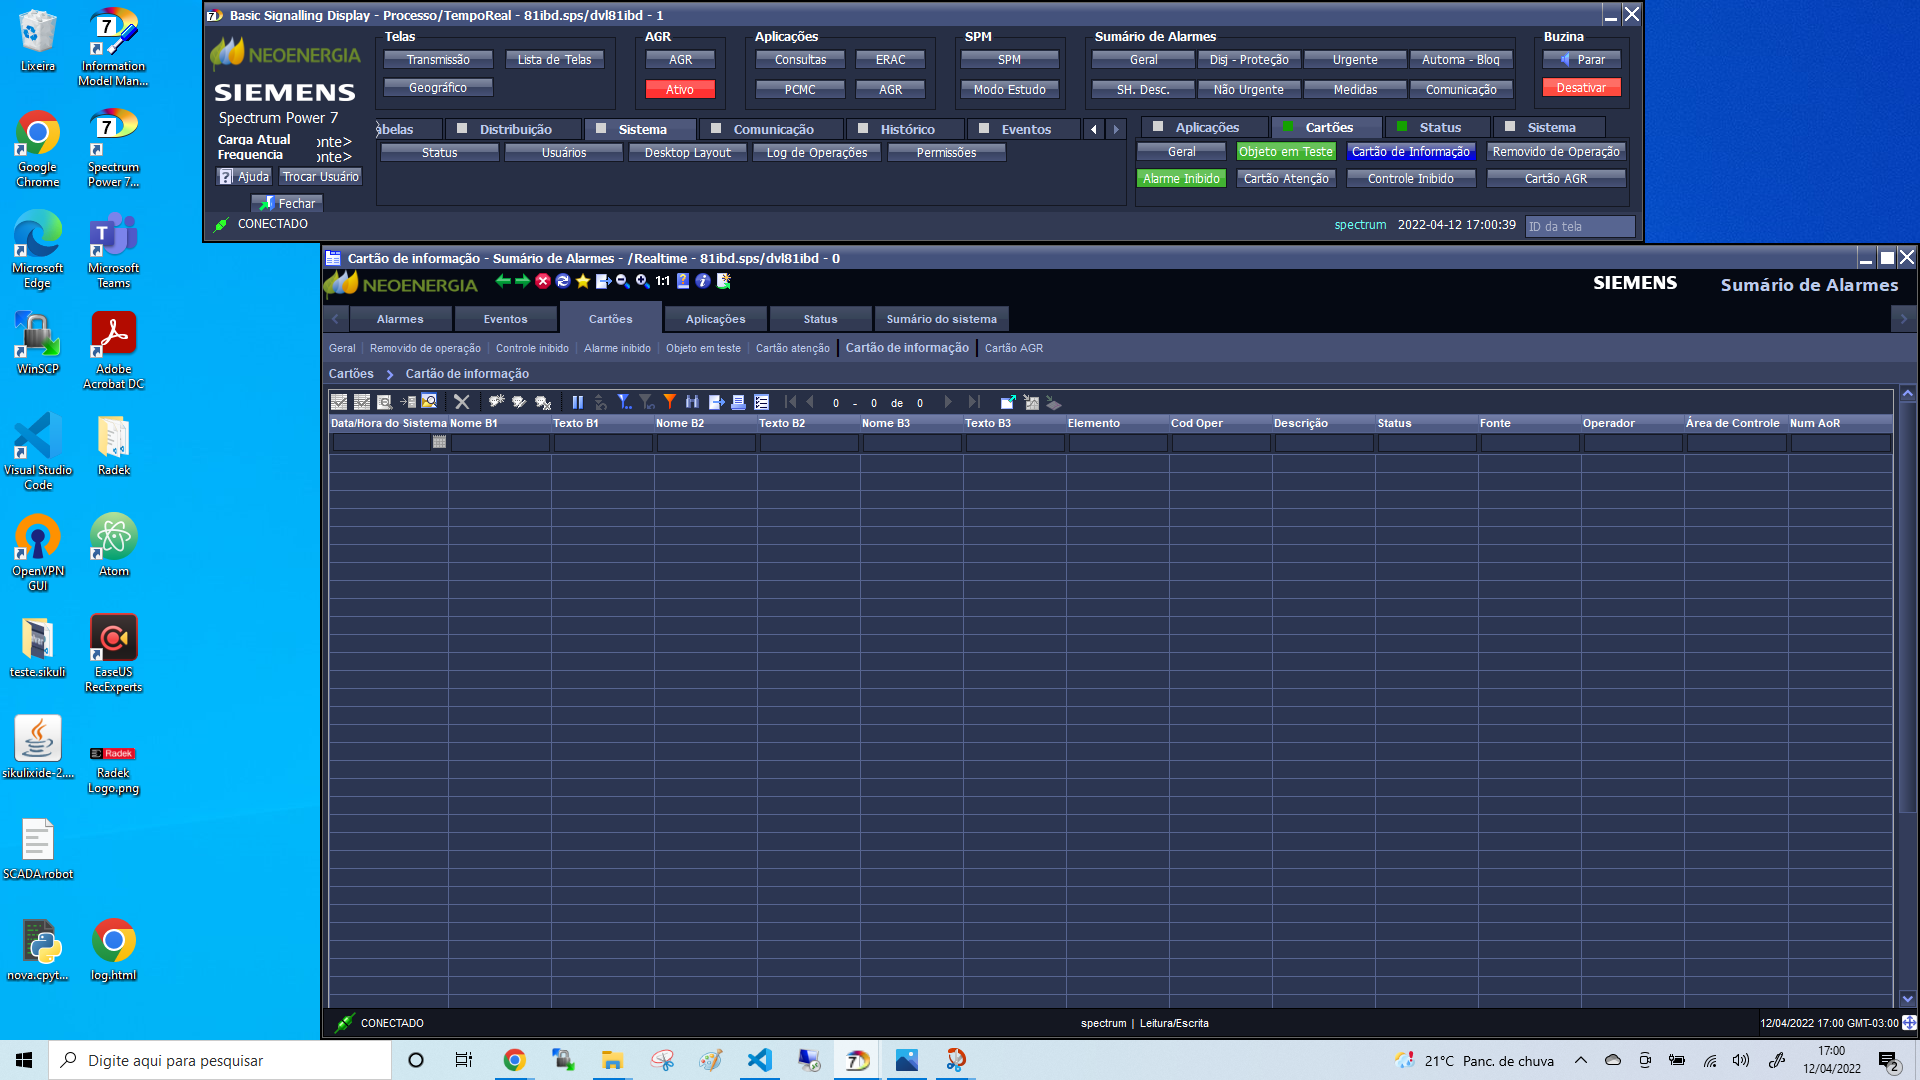 Lixeira
Information
Model Man...
Google
Chrome
Spectrum
Power 7...
Microsoft
Edge
Microsoft
Teams
WinSCP
Adobe
Acrobat DC
Visual Studio
Code
Radek
OpenVPN
GUI
Atom
teste.sikuli
EaseUS
RecExperts
sikulixide-2....
Radek
Radek
Logo.png
SCADA.robot
nova.cpyt...
log.html
Basic Signalling Display - Processo/TempoReal - 81ibd.sps/dvl81ibd - 1
NEOENERGIA
SIEMENS
Spectrum Power 7
Carga Atual
onte>
Frequencia
onte>
Ajuda
Trocar Usuário
Fechar
CONECTADO
Telas
Transmissão
Lista de Telas
Geográfico
AGR
AGR
Ativo
Aplicações
Consultas
ERAC
PCMC
AGR
SPM
SPM
Modo Estudo
Sumário de Alarmes
Geral
Disj - Proteção
Urgente
Automa - Bloq
SH. Desc.
Não Urgente
Medidas
Comunicação
Buzina
Parar
Desativar
abelas
Distribuição
Sistema
Comunicação
Histórico
Eventos
Status
Usuários
Desktop Layout
Log de Operações
Permissões
Aplicações
Cartões
Status
Sistema
Geral
Objeto em Teste
Cartão de Informação
Removido de Operação
Alarme Inibido
Cartão Atenção
Controle Inibido
Cartão AGR
spectrum
2022-04-12 17:00:39
ID da tela
Cartão de informação - Sumário de Alarmes - /Realtime - 81ibd.sps/dvl81ibd - 0
NEOENERGIA
1:1
SIEMENS
Sumário de Alarmes
Alarmes
Eventos
Cartões
Aplicações
Status
Sumário do sistema
Geral
Removido de operação
Controle inibido
Alarme inibido
Objeto em teste
Cartão atenção
Cartão de informação
Cartão AGR
Cartões
Cartão de informação
0 - 0 de 0
Data/Hora do Sistema
Nome B1
Texto B1
Nome B2
Texto B2
Nome B3
Texto B3
Elemento
Cod Oper
Descrição
Status
Fonte
Operador
Área de Controle
Num AoR
CONECTADO
spectrum | Leitura/Escrita
12/04/2022 17:00 GMT-03:00
Digite aqui para pesquisar
21°C Panc. de chuva
17:00
12/04/2022
2